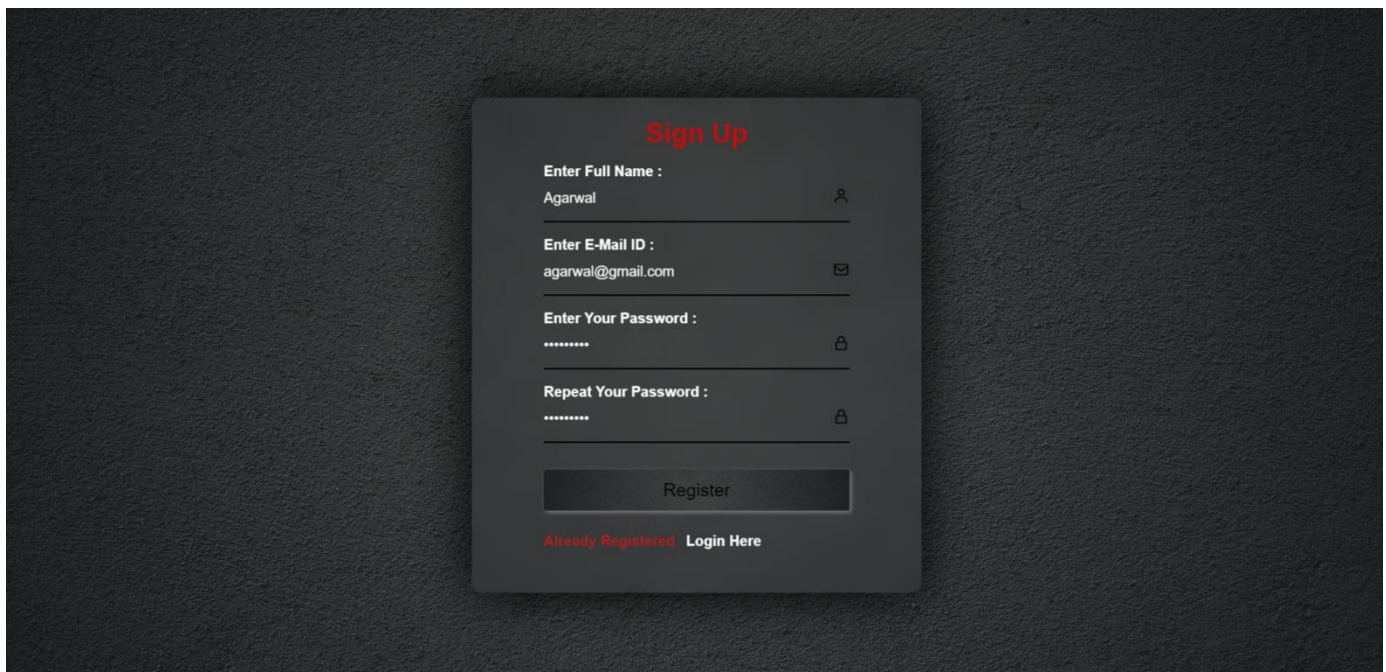 Sign Up
Enter Full Name :
Agarwal
Enter E-Mail ID :
agarwal@gmail.com
Enter Your Password :
•••••••••
Repeat Your Password :
•••••••••
Register
Already Registered Login Here